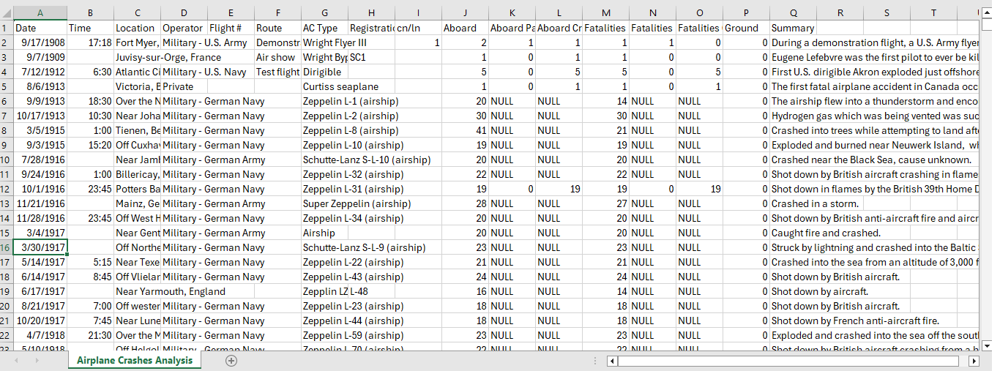 A B C D E F G H I J K L M N O P Q R S T
1 Date Time Location Operator Flight # Route AC Type Registrati cn/ln Aboard Aboard Pa Aboard Cr Fatalities Fatalities Fatalities Ground Summary
2 9/17/1908 17:18 Fort Myer, Military - U.S. Army Demonstr Wright Flyer III 1 2 1 1 1 1 0 0 During a demonstration flight, a U.S. Army flyer
3 9/7/1909 Juvisy-sur-Orge, France Air show Wright Byp SC1 1 0 1 1 0 0 0 Eugene Lefebvre was the first pilot to ever be kil
4 7/12/1912 6:30 Atlantic Ci Military - U.S. Navy Test flight Dirigible 5 0 5 5 0 5 0 First U.S. dirigible Akron exploded just offshore
5 8/6/1913 Victoria, B Private Curtiss seaplane 1 0 1 1 0 1 0 The first fatal airplane accident in Canada occ
6 9/9/1913 18:30 Over the N Military - German Navy Zeppelin L-1 (airship) 20 NULL NULL 14 NULL NULL 0 The airship flew into a thunderstorm and enco
7 10/17/1913 10:30 Near Joha Military - German Navy Zeppelin L-2 (airship) 30 NULL NULL 30 NULL NULL 0 Hydrogen gas which was being vented was suc
8 3/5/1915 1:00 Tienen, Be Military - German Navy Zeppelin L-8 (airship) 41 NULL NULL 21 NULL NULL 0 Crashed into trees while attempting to land aft
9 9/3/1915 15:20 Off Cuxhav Military - German Navy Zeppelin L-10 (airship) 19 NULL NULL 19 NULL NULL 0 Exploded and burned near Neuwerk Island, wh
10 7/28/1916 Near Jaml Military - German Army Schutte-Lanz S-L-10 (airship) 20 NULL NULL 20 NULL NULL 0 Crashed near the Black Sea, cause unknown.
11 9/24/1916 1:00 Billericay, Military - German Navy Zeppelin L-32 (airship) 22 NULL NULL 22 NULL NULL 0 Shot down by British aircraft crashing in flame
12 10/1/1916 23:45 Potters Ba Military - German Navy Zeppelin L-31 (airship) 19 0 19 19 0 19 0 Shot down in flames by the British 39th Home D
13 11/21/1916 Mainz, Ge Military - German Army Super Zeppelin (airship) 28 NULL NULL 27 NULL NULL 0 Crashed in a storm.
14 11/28/1916 23:45 Off West H Military - German Navy Zeppelin L-34 (airship) 20 NULL NULL 20 NULL NULL 0 Shot down by British anti-aircraft fire and aircr
15 3/4/1917 Near Gent Military - German Army Airship 20 NULL NULL 20 NULL NULL 0 Caught fire and crashed.
16 3/30/1917 Off Northe Military - German Navy Schutte-Lanz S-L-9 (airship) 23 NULL NULL 23 NULL NULL 0 Struck by lightning and crashed into the Baltic
17 5/14/1917 5:15 Near Texe Military - German Navy Zeppelin L-22 (airship) 21 NULL NULL 21 NULL NULL 0 Crashed into the sea from an altitude of 3,000 f
18 6/14/1917 8:45 Off Vlielar Military - German Navy Zeppelin L-43 (airship) 24 NULL NULL 24 NULL NULL 0 Shot down by British aircraft.
19 6/17/1917 Near Yarmouth, England Zepplin LZ L-48 16 NULL NULL 14 NULL NULL 0 Shot down by aircraft.
20 8/21/1917 7:00 Off wester Military - German Navy Zeppelin L-23 (airship) 18 NULL NULL 18 NULL NULL 0 Shot down by British aircraft.
21 10/20/1917 7:45 Near Lune Military - German Navy Zeppelin L-44 (airship) 18 NULL NULL 18 NULL NULL 0 Shot down by French anti-aircraft fire.
22 4/7/1918 21:30 Over the M Military - German Navy Zeppelin L-59 (airship) 23 NULL NULL 23 NULL NULL 0 Exploded and crashed into the sea off the sout
23 5/10/1918 Off Helgol Military - German Navy Zeppelin L-70 (airship) 22 NULL NULL 22 NULL NULL 0 Shot down by British aircraft crashing from a h
Airplane Crashes Analysis